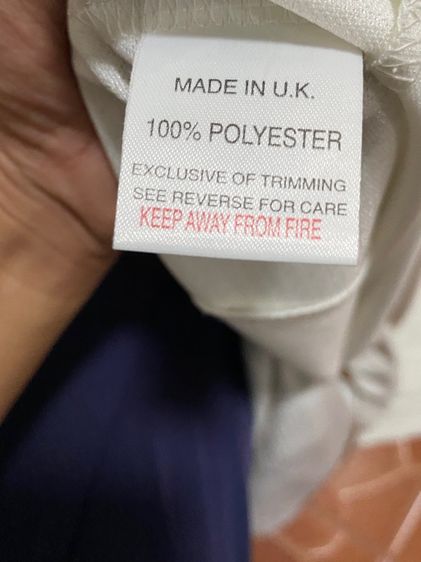 MADE IN U.K.
100% POLYESTER
EXCLUSIVE OF TRIMMING
SEE REVERSE FOR CARE
KEEP AWAY FROM FIRE